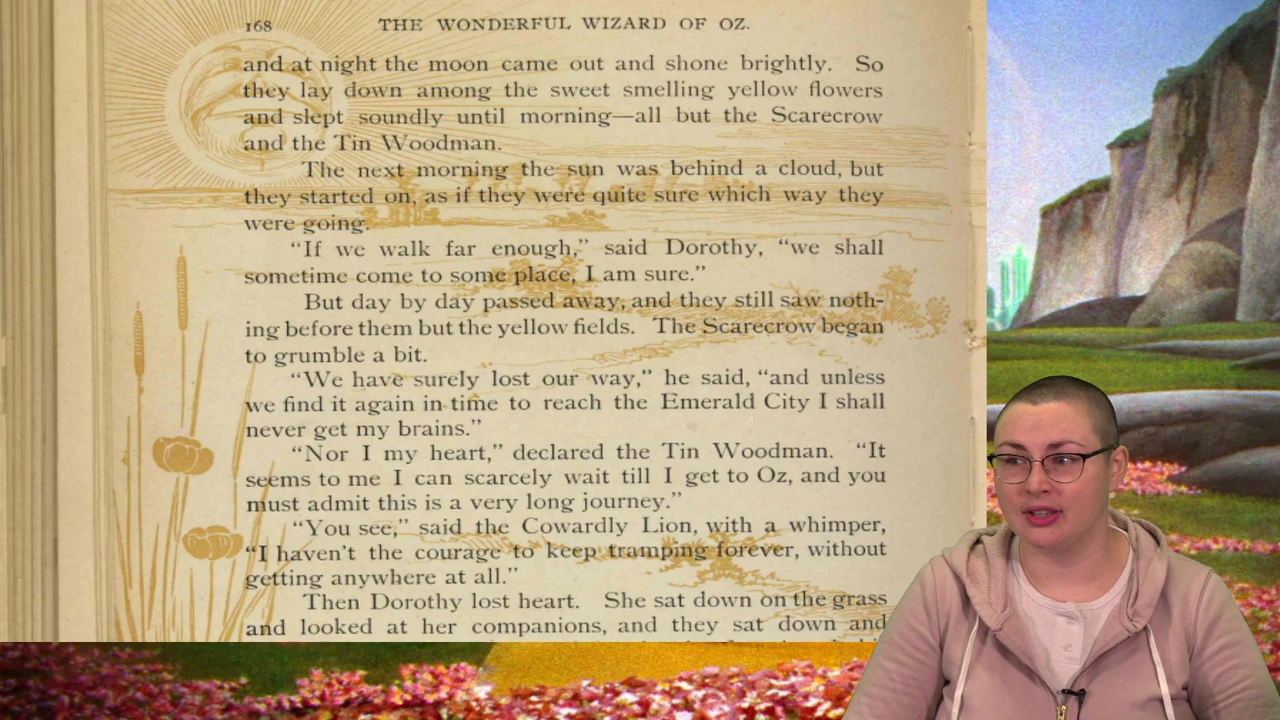 168 THE WONDERFUL WIZARD OF OZ.
and at night the moon came out and shone brightly. So
they lay down among the sweet smelling yellow flowers
and slept soundly until morning—all but the Scarecrow
and the Tin Woodman.
The next morning the sun was behind a cloud, but
they started on, as if they were quite sure which way they
were going.
“If we walk far enough,” said Dorothy, “we shall
sometime come to some place, I am sure.”
But day by day passed away, and they still saw noth-
ing before them but the yellow fields. The Scarecrow began
to grumble a bit.
“We have surely lost our way,” he said, “and unless
we find it again in time to reach the Emerald City I shall
never get my brains.”
“Nor I my heart,” declared the Tin Woodman. “It
seems to me I can scarcely wait till I get to Oz, and you
must admit this is a very long journey.”
“You see,” said the Cowardly Lion, with a whimper,
“I haven’t the courage to keep tramping forever, without
getting anywhere at all.”
Then Dorothy lost heart. She sat down on the grass
and looked at her companions, and they sat down and